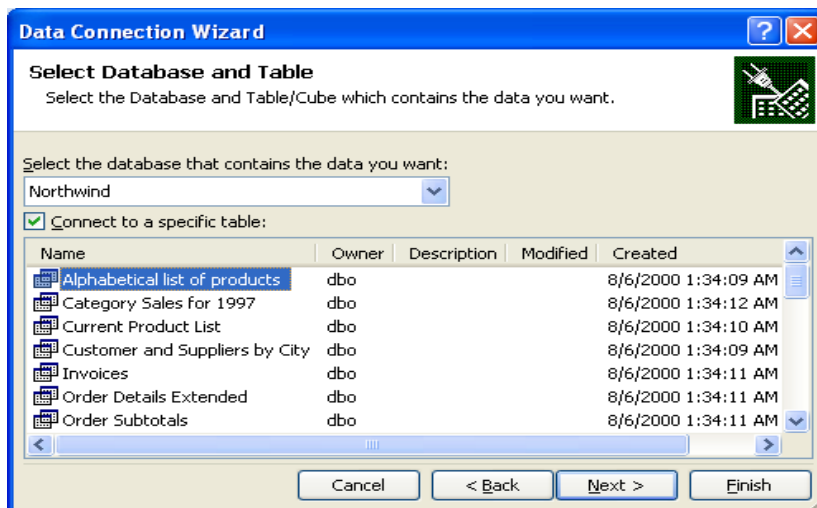 Data Connection Wizard
Select Database and Table
Select the Database and Table/Cube which contains the data you want.
Select the database that contains the data you want:
Northwind
Connect to a specific table:
Name Owner Description Modified Created
Alphabetical list of products dbo 8/6/2000 1:34:09 AM
Category Sales for 1997 dbo 8/6/2000 1:34:12 AM
Current Product List dbo 8/6/2000 1:34:10 AM
Customer and Suppliers by City dbo 8/6/2000 1:34:09 AM
Invoices dbo 8/6/2000 1:34:11 AM
Order Details Extended dbo 8/6/2000 1:34:11 AM
Order Subtotals dbo 8/6/2000 1:34:11 AM
Cancel < Back Next > Finish